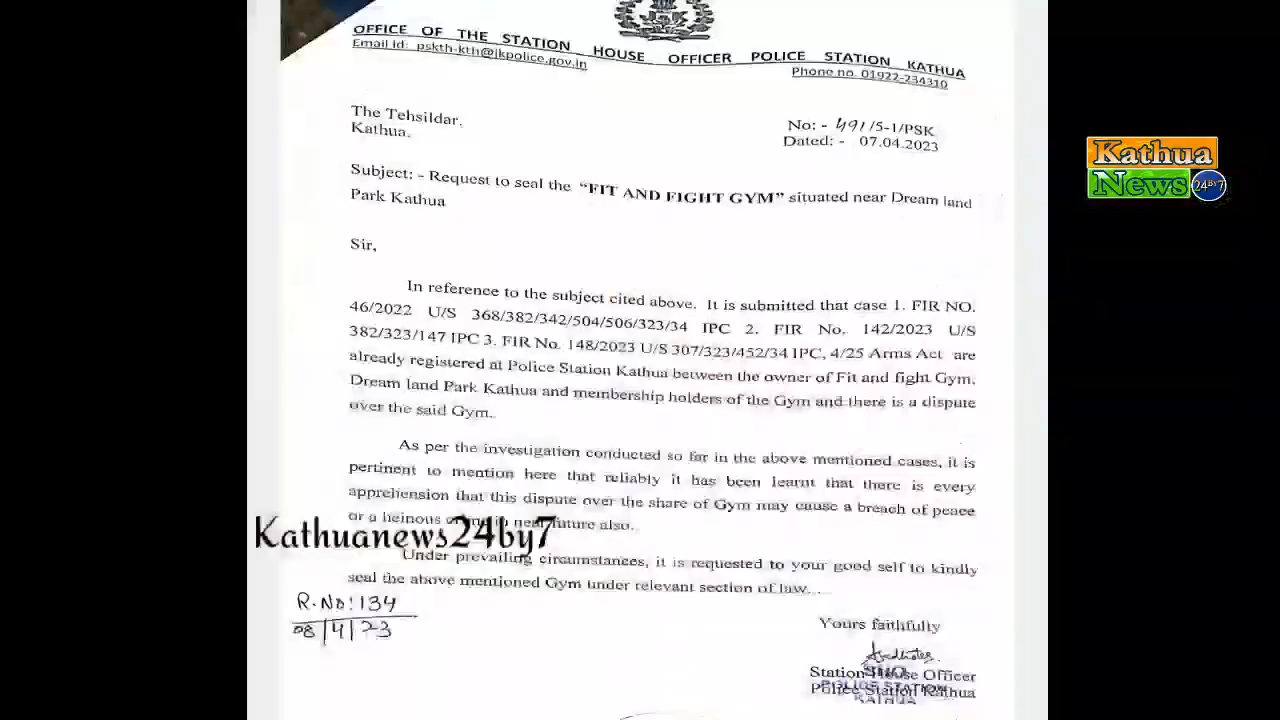 OFFICE OF THE STATION HOUSE OFFICER POLICE STATION KATHUA
Email id: pskth-kth@jkpolice.gov.in
Phone no. 01922-234310
The Tehsildar,
Kathua.
No: - 491/5-1/PSK
Dated: - 07.04.2023
Subject: - Request to seal the "FIT AND FIGHT GYM" situated near Dream land
Park Kathua
Sir,
In reference to the subject cited above. It is submitted that case 1. FIR NO.
46/2022 U/S 368/382/342/504/506/323/34 IPC 2. FIR No. 142/2023 U/S
382/323/147 IPC 3. FIR No. 148/2023 U/S 307/323/452/34 IPC, 4/25 Arms Act are
already registered at Police Station Kathua between the owner of Fit and fight Gym,
Dream land Park Kathua and membership holders of the Gym and there is a dispute
over the said Gym.
As per the investigation conducted so far in the above mentioned cases, it is
pertinent to mention here that reliably it has been learnt that there is every
apprehension that this dispute over the share of Gym may cause a breach of peace
or a heinous crime in near future also.
Under prevailing circumstances, it is requested to your good self to kindly
seal the above mentioned Gym under relevant section of law.
R.No: 134
08/4/23
Yours faithfully
Station House Officer
Police Station Kathua
SHO
POLICE STATION
KATHUA
Kathuanews24by7
Kathua
News 24BY7